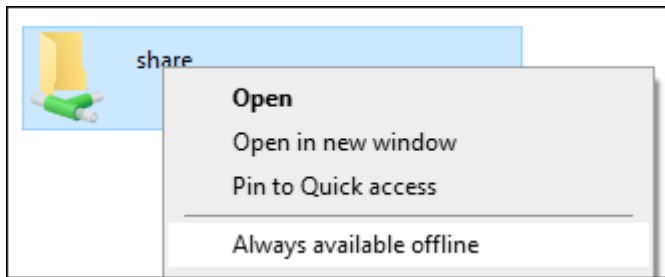 share
Open
Open in new window
Pin to Quick access
Always available offline